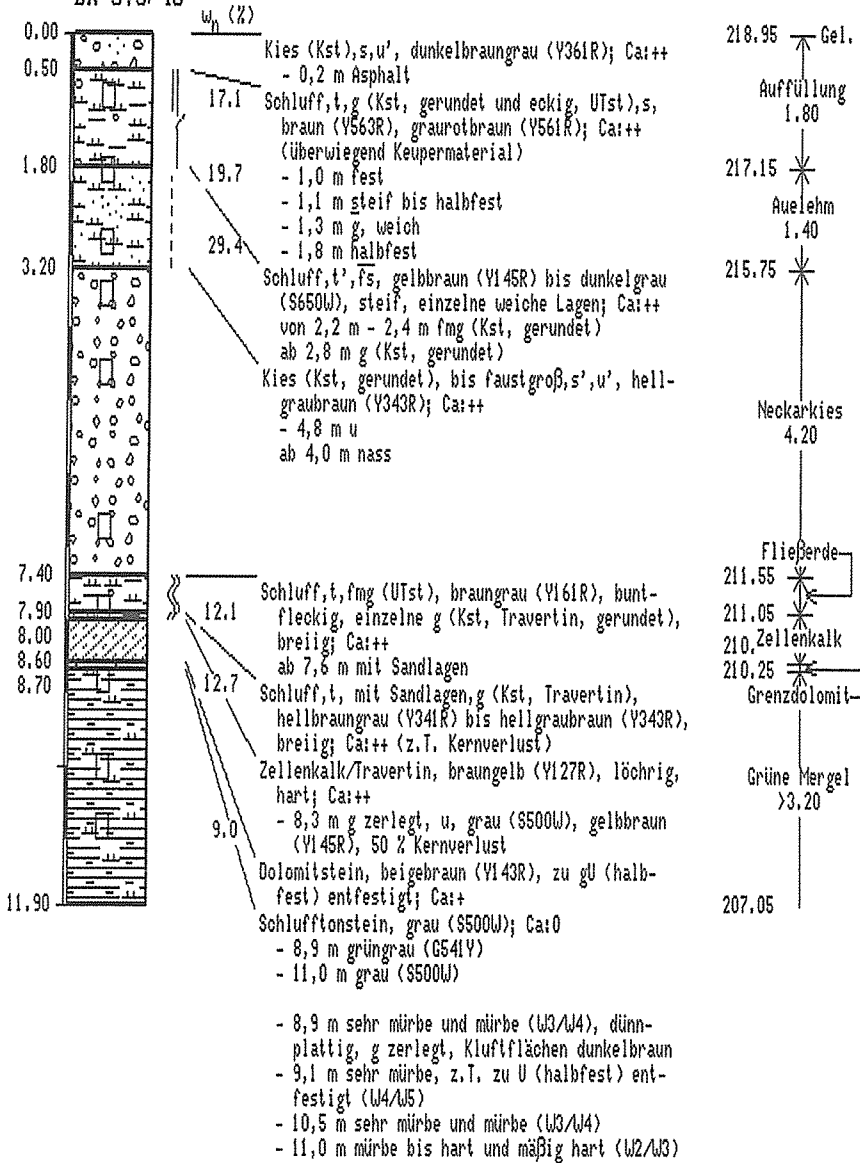 w_n (%)
0.00
Kies (Kst),s,u', dunkelbraungrau (Y361R); Ca:++
- 0,2 m Asphalt
0.50
17.1
Schluff,t,g (Kst, gerundet und eckig, UTst),s,
braun (Y563R), graurotbraun (Y561R); Ca:++
(überwiegend Keupermaterial)
- 1,0 m fest
- 1,1 m steif bis halbfest
- 1,3 m g, weich
- 1,8 m halbfest
1.80
19.7
29.4
3.20
Schluff,t',fs, gelbbraun (Y145R) bis dunkelgrau
(S650W), steif, einzelne weiche Lagen; Ca:++
von 2,2 m - 2,4 m fmg (Kst, gerundet)
ab 2,8 m g (Kst, gerundet)
Kies (Kst, gerundet), bis faustgroß,s',u', hell-
graubraun (Y343R); Ca:++
- 4,8 m u
ab 4,0 m nass
7.40
7.90
8.00
8.60
8.70
12.1
12.7
9.0
11.90
Schluff,t,fmg (UTst), braungrau (Y161R), bunt-
fleckig, einzelne g (Kst, Travertin, gerundet),
breiig; Ca:++
ab 7,6 m mit Sandlagen
Schluff,t, mit Sandlagen,g (Kst, Travertin),
hellbraungrau (Y341R) bis hellgraubraun (Y343R),
breiig; Ca:++ (z.T. Kernverlust)
Zellenkalk/Travertin, braungelb (Y127R), löchrig,
hart; Ca:++
- 8,3 m g zerlegt, u, grau (S500W), gelbbraun
(Y145R), 50 % Kernverlust
Dolomitstein, beigebraun (Y143R), zu gU (halb-
fest) entfestigt; Ca:+
Schlufftonstein, grau (S500W); Ca:0
- 8,9 m grüngrau (G541Y)
- 11,0 m grau (S500W)
- 8,9 m sehr mürbe und mürbe (W3/W4), dünn-
plattig, g zerlegt, Kluftflächen dunkelbraun
- 9,1 m sehr mürbe, z.T. zu U (halbfest) ent-
festigt (W4/W5)
- 10,5 m sehr mürbe und mürbe (W3/W4)
- 11,0 m mürbe bis hart und mäßig hart (W2/W3)
218.95 Gel.
Auffüllung
1.80
217.15
Auelehm
1.40
215.75
Neckarkies
4.20
Fließerde
211.55
211.05
210. Zellenkalk
210.25
Grenzdolomit
Grüne Mergel
>3.20
207.05